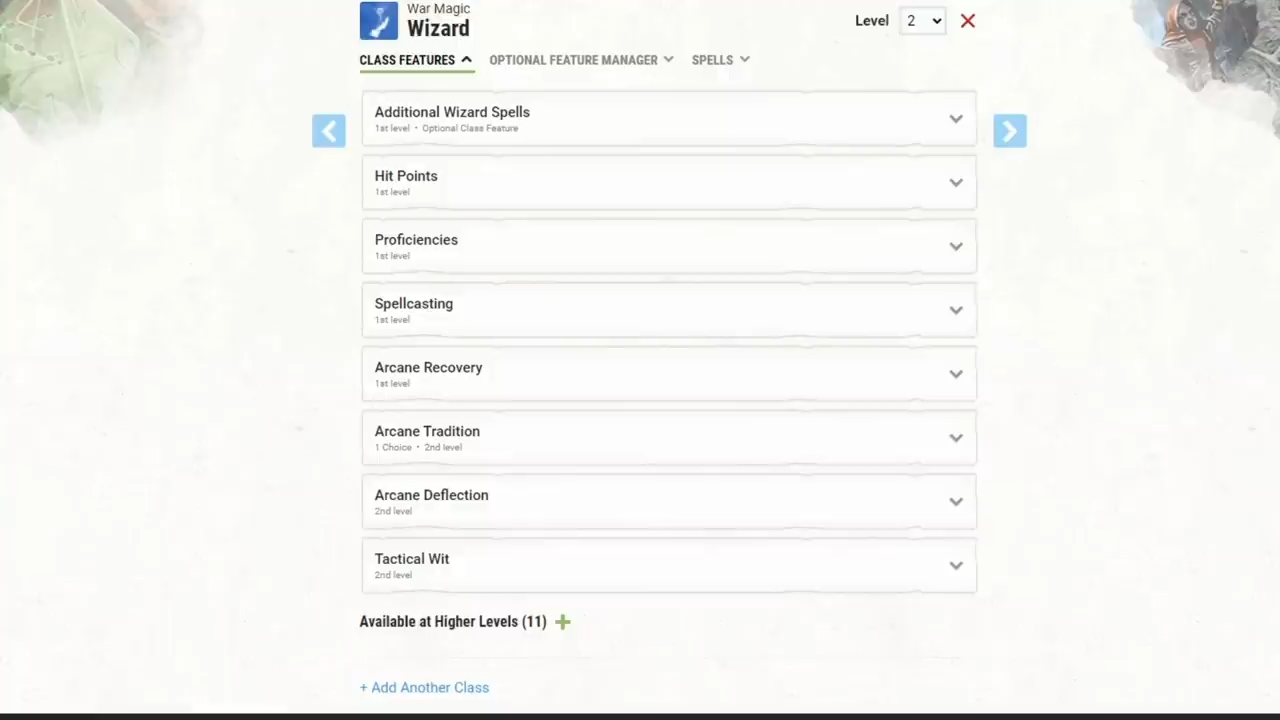 War Magic
Wizard
Level 2
CLASS FEATURES OPTIONAL FEATURE MANAGER SPELLS
Additional Wizard Spells
1st level • Optional Class Feature
Hit Points
1st level
Proficiencies
1st level
Spellcasting
1st level
Arcane Recovery
1st level
Arcane Tradition
1 Choice • 2nd level
Arcane Deflection
2nd level
Tactical Wit
2nd level
Available at Higher Levels (11)
+ Add Another Class